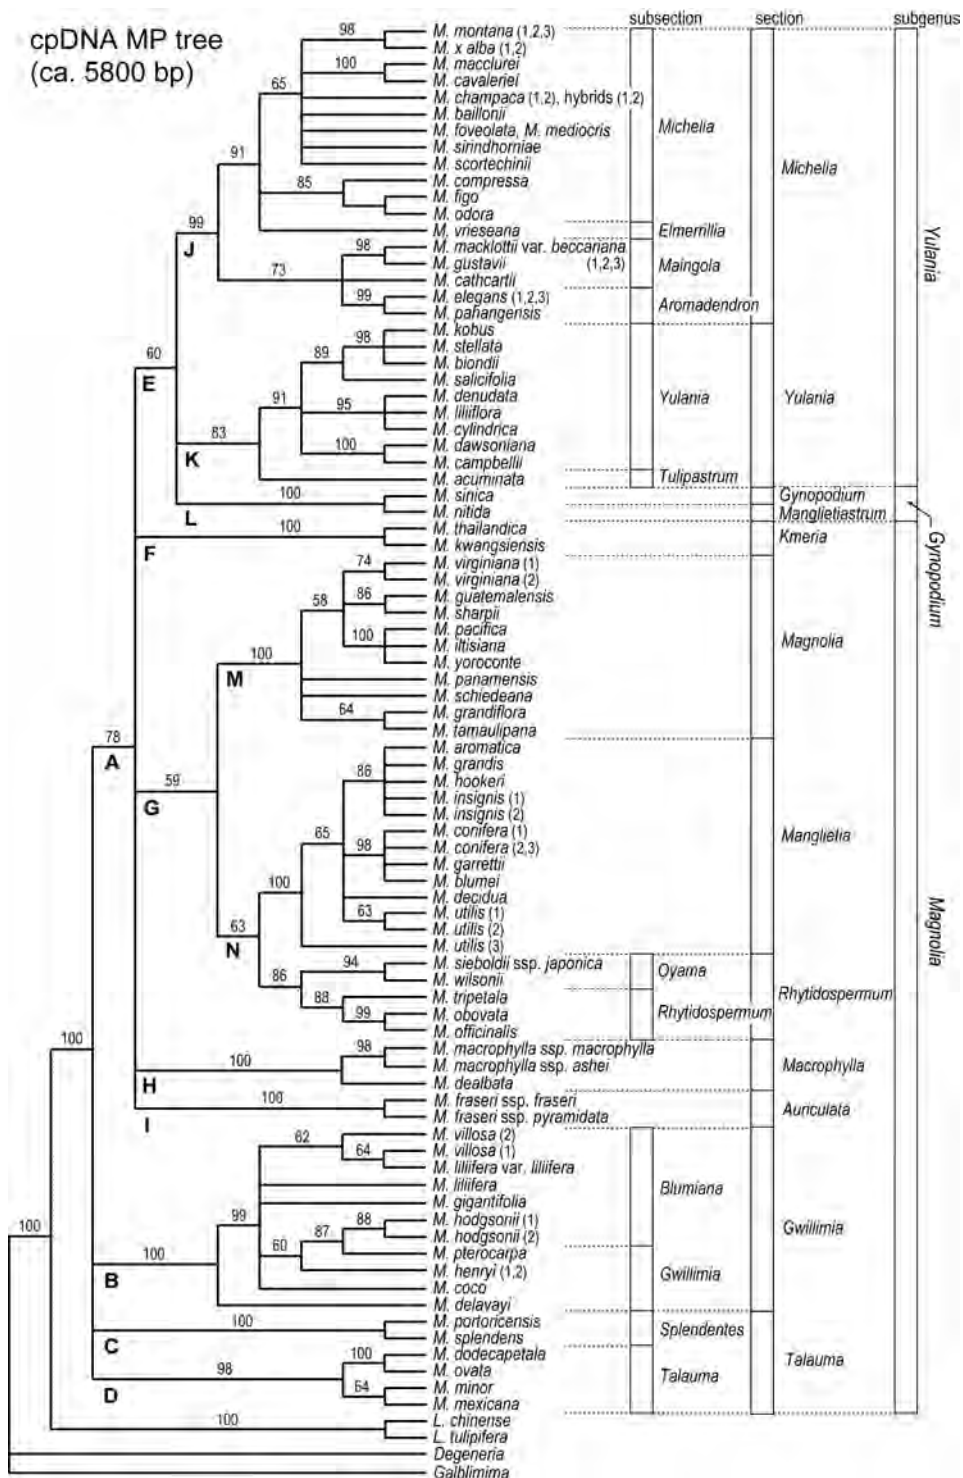 subsection section subgenus
cpDNA MP tree
(ca. 5800 bp)
98 M. montana (1,2,3)
M. x alba (1,2)
100 M. macclurei
M. cavaleriei
65 M. champaca (1,2), hybrids (1,2)
M. baillonii
M. foveolata, M. mediocris
M. sirindhorniae
M. scortechinii
Michelia
Michelia
91
85 M. compressa
M. figo
M. odora
M. vrieseana Elmerrillia
99
J
98 M. macklottii var. beccariana
M. gustavii (1,2,3) Maingola
73 M. cathcartii
99 M. elegans (1,2,3) Aromadendron
M. pahangensis
Yulania
98 M. kobus
M. stellata
89 M. biondii
M. salicifolia
60
E
91
95 M. denudata
M. liliiflora
M. cylindrica
Yulania Yulania
83
K
100 M. dawsoniana
M. campbellii
M. acuminata Tulipastrum
100 M. sinica Gynopodium
L M. nitida Manglietiastrum
100 M. thailandica
F M. kwangsiensis Kmeria
Gynopodium
74 M. virginiana (1)
M. virginiana (2)
58 86 M. guatemalensis
M. sharpii
100 M. pacifica
M. iltisiana
M. yoroconte
Magnolia
100
M
M. panamensis
M. schiedeana
64 M. grandiflora
M. tamaulipana
78
A
86 M. aromatica
M. grandis
M. hookeri
M. insignis (1)
M. insignis (2)
59
G
65 98 M. conifera (1)
M. conifera (2,3)
M. garrettii
M. blumei
Manglietia
100
M. decidua
63 M. utilis (1)
M. utilis (2)
M. utilis (3)
63
N
Magnolia
94 M. sieboldii ssp. japonica
M. wilsonii Oyama
86
88 M. tripetala
99 M. obovata
M. officinalis
Rhytidospermum Rhytidospermum
98 M. macrophylla ssp. macrophylla
100 M. macrophylla ssp. ashei
H M. dealbata
Macrophylla
100 M. fraseri ssp. fraseri
I M. fraseri ssp. pyramidata
Auriculata
100
62 M. villosa (2)
64 M. villosa (1)
M. liliifera var. liliifera
M. liliifera
M. gigantifolia
Blumiana
99
88 M. hodgsonii (1)
87 M. hodgsonii (2)
60 M. pterocarpa
M. henryi (1,2)
M. coco
M. delavayi
Gwillimia Gwillimia
100
B
100
100 M. portoricensis
C M. splendens
Splendentes
98
D
100 M. dodecapetala
M. ovata
64 M. minor
M. mexicana
Talauma Talauma
100 L. chinense
L. tulipifera
Degeneria
Galblimima